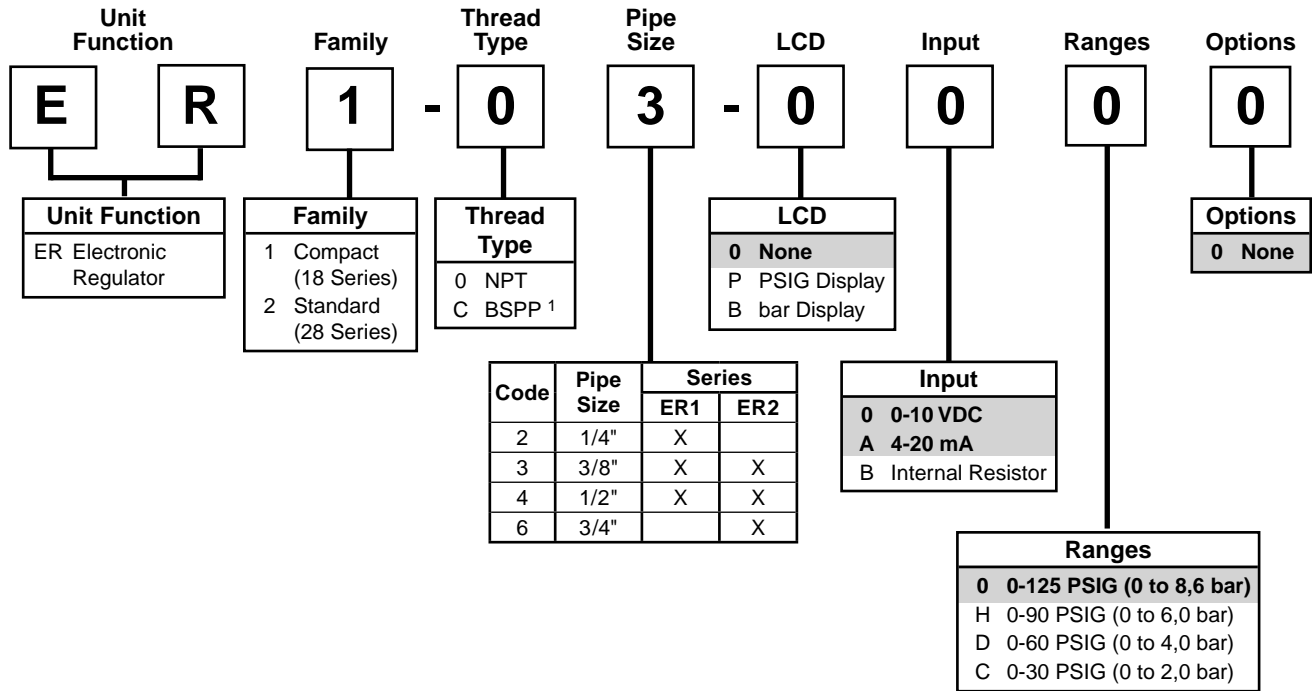 Unit Function
Family
Thread Type
Pipe Size
LCD
Input
Ranges
Options
E R 1 - 0 3 - 0 0 0 0
Unit Function
ER Electronic
Regulator
Family
1 Compact
(18 Series)
2 Standard
(28 Series)
Thread
Type
0 NPT
C BSPP 1
LCD
0 None
P PSIG Display
B bar Display
Options
0 None
Code Pipe Size Series
ER1 ER2
2 1/4" X
3 3/8" X X
4 1/2" X X
6 3/4" X
Input
0 0-10 VDC
A 4-20 mA
B Internal Resistor
Ranges
0 0-125 PSIG (0 to 8,6 bar)
H 0-90 PSIG (0 to 6,0 bar)
D 0-60 PSIG (0 to 4,0 bar)
C 0-30 PSIG (0 to 2,0 bar)